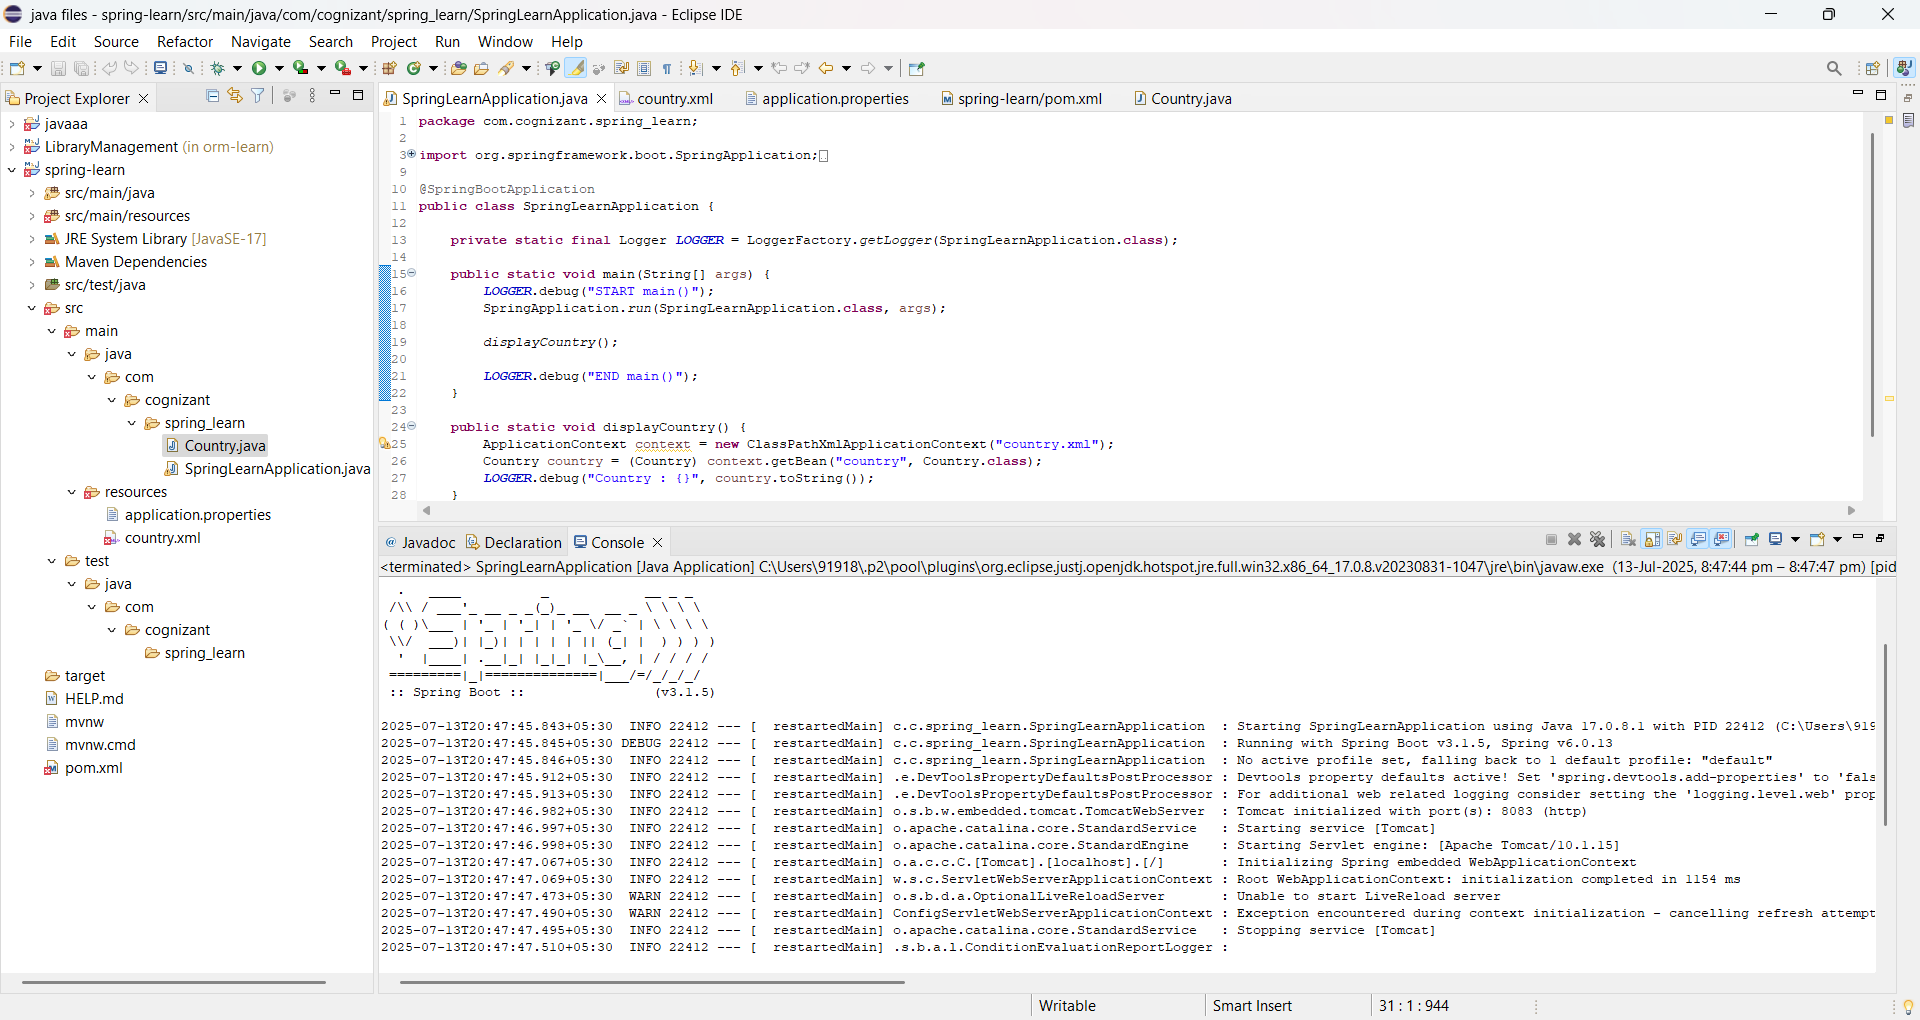 java files - spring-learn/src/main/java/com/cognizant/spring_learn/SpringLearnApplication.java - Eclipse IDE
File Edit Source Refactor Navigate Search Project Run Window Help
Project Explorer
javaaa
LibraryManagement (in orm-learn)
spring-learn
src/main/java
src/main/resources
JRE System Library [JavaSE-17]
Maven Dependencies
src/test/java
src
main
java
com
cognizant
spring_learn
Country.java
SpringLearnApplication.java
resources
application.properties
country.xml
test
java
com
cognizant
spring_learn
target
HELP.md
mvnw
mvnw.cmd
pom.xml
SpringLearnApplication.java country.xml application.properties spring-learn/pom.xml Country.java
1 package com.cognizant.spring_learn;
2
3 import org.springframework.boot.SpringApplication;
9
10 @SpringBootApplication
11 public class SpringLearnApplication {
12
13 private static final Logger LOGGER = LoggerFactory.getLogger(SpringLearnApplication.class);
14
15 public static void main(String[] args) {
16 LOGGER.debug("START main()");
17 SpringApplication.run(SpringLearnApplication.class, args);
18
19 displayCountry();
20
21 LOGGER.debug("END main()");
22 }
23
24 public static void displayCountry() {
25 ApplicationContext context = new ClassPathXmlApplicationContext("country.xml");
26 Country country = (Country) context.getBean("country", Country.class);
27 LOGGER.debug("Country : {}", country.toString());
28 }
Javadoc Declaration Console
<terminated> SpringLearnApplication [Java Application] C:\Users\91918\.p2\pool\plugins\org.eclipse.justj.openjdk.hotspot.jre.full.win32.x86_64_17.0.8.v20230831-1047\jre\bin\javaw.exe (13-Jul-2025, 8:47:44 pm – 8:47:47 pm) [pid
Spring
:: Spring Boot :: (v3.1.5)
2025-07-13T20:47:45.843+05:30 INFO 22412 --- [ restartedMain] c.c.spring_learn.SpringLearnApplication : Starting SpringLearnApplication using Java 17.0.8.1 with PID 22412 (C:\Users\919
2025-07-13T20:47:45.845+05:30 DEBUG 22412 --- [ restartedMain] c.c.spring_learn.SpringLearnApplication : Running with Spring Boot v3.1.5, Spring v6.0.13
2025-07-13T20:47:45.846+05:30 INFO 22412 --- [ restartedMain] c.c.spring_learn.SpringLearnApplication : No active profile set, falling back to 1 default profile: "default"
2025-07-13T20:47:45.912+05:30 INFO 22412 --- [ restartedMain] .e.DevToolsPropertyDefaultsPostProcessor : Devtools property defaults active! Set 'spring.devtools.add-properties' to 'fals
2025-07-13T20:47:45.913+05:30 INFO 22412 --- [ restartedMain] .e.DevToolsPropertyDefaultsPostProcessor : For additional web related logging consider setting the 'logging.level.web' prop
2025-07-13T20:47:46.982+05:30 INFO 22412 --- [ restartedMain] o.s.b.w.embedded.tomcat.TomcatWebServer : Tomcat initialized with port(s): 8083 (http)
2025-07-13T20:47:46.997+05:30 INFO 22412 --- [ restartedMain] o.apache.catalina.core.StandardService : Starting service [Tomcat]
2025-07-13T20:47:46.998+05:30 INFO 22412 --- [ restartedMain] o.apache.catalina.core.StandardEngine : Starting Servlet engine: [Apache Tomcat/10.1.15]
2025-07-13T20:47:47.067+05:30 INFO 22412 --- [ restartedMain] o.a.c.c.C.[Tomcat].[localhost].[/] : Initializing Spring embedded WebApplicationContext
2025-07-13T20:47:47.069+05:30 INFO 22412 --- [ restartedMain] w.s.c.ServletWebServerApplicationContext : Root WebApplicationContext: initialization completed in 1154 ms
2025-07-13T20:47:47.473+05:30 WARN 22412 --- [ restartedMain] o.s.b.d.a.OptionalLiveReloadServer : Unable to start LiveReload server
2025-07-13T20:47:47.490+05:30 WARN 22412 --- [ restartedMain] ConfigServletWebServerApplicationContext : Exception encountered during context initialization - cancelling refresh attempt
2025-07-13T20:47:47.495+05:30 INFO 22412 --- [ restartedMain] o.apache.catalina.core.StandardService : Stopping service [Tomcat]
2025-07-13T20:47:47.510+05:30 INFO 22412 --- [ restartedMain] .s.b.a.l.ConditionEvaluationReportLogger :
Writable Smart Insert 31 : 1 : 944